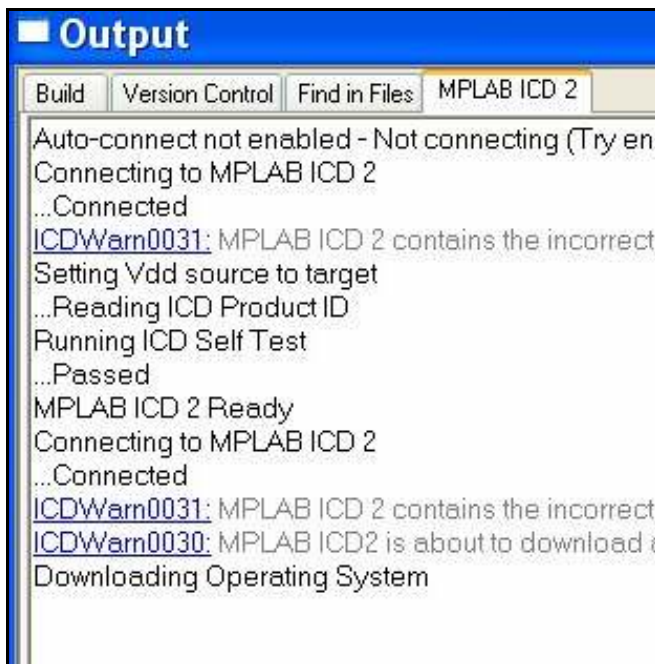 Output
Build Version Control Find in Files MPLAB ICD 2
Auto-connect not enabled - Not connecting (Try en
Connecting to MPLAB ICD 2
...Connected
ICDWarn0031: MPLAB ICD 2 contains the incorrect
Setting Vdd source to target
...Reading ICD Product ID
Running ICD Self Test
...Passed
MPLAB ICD 2 Ready
Connecting to MPLAB ICD 2
...Connected
ICDWarn0031: MPLAB ICD 2 contains the incorrect
ICDWarn0030: MPLAB ICD2 is about to download a
Downloading Operating System